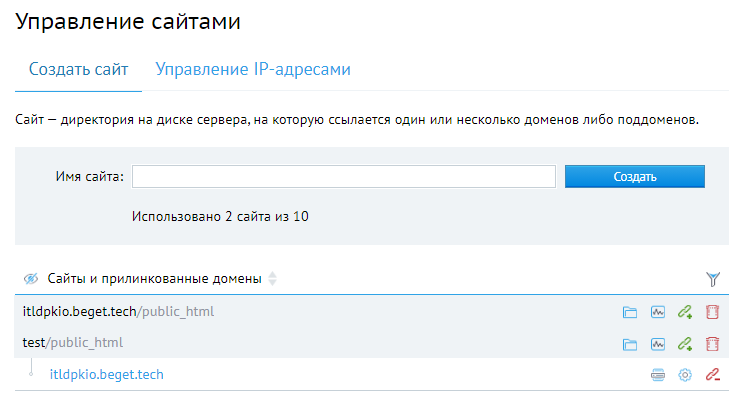 Управление сайтами
Создать сайт Управление IP-адресами
Сайт — директория на диске сервера, на которую ссылается один или несколько доменов либо поддоменов.
Имя сайта: Создать
Использовано 2 сайта из 10
Сайты и прилинкованные домены
itldpkio.beget.tech/public_html
test/public_html
itldpkio.beget.tech